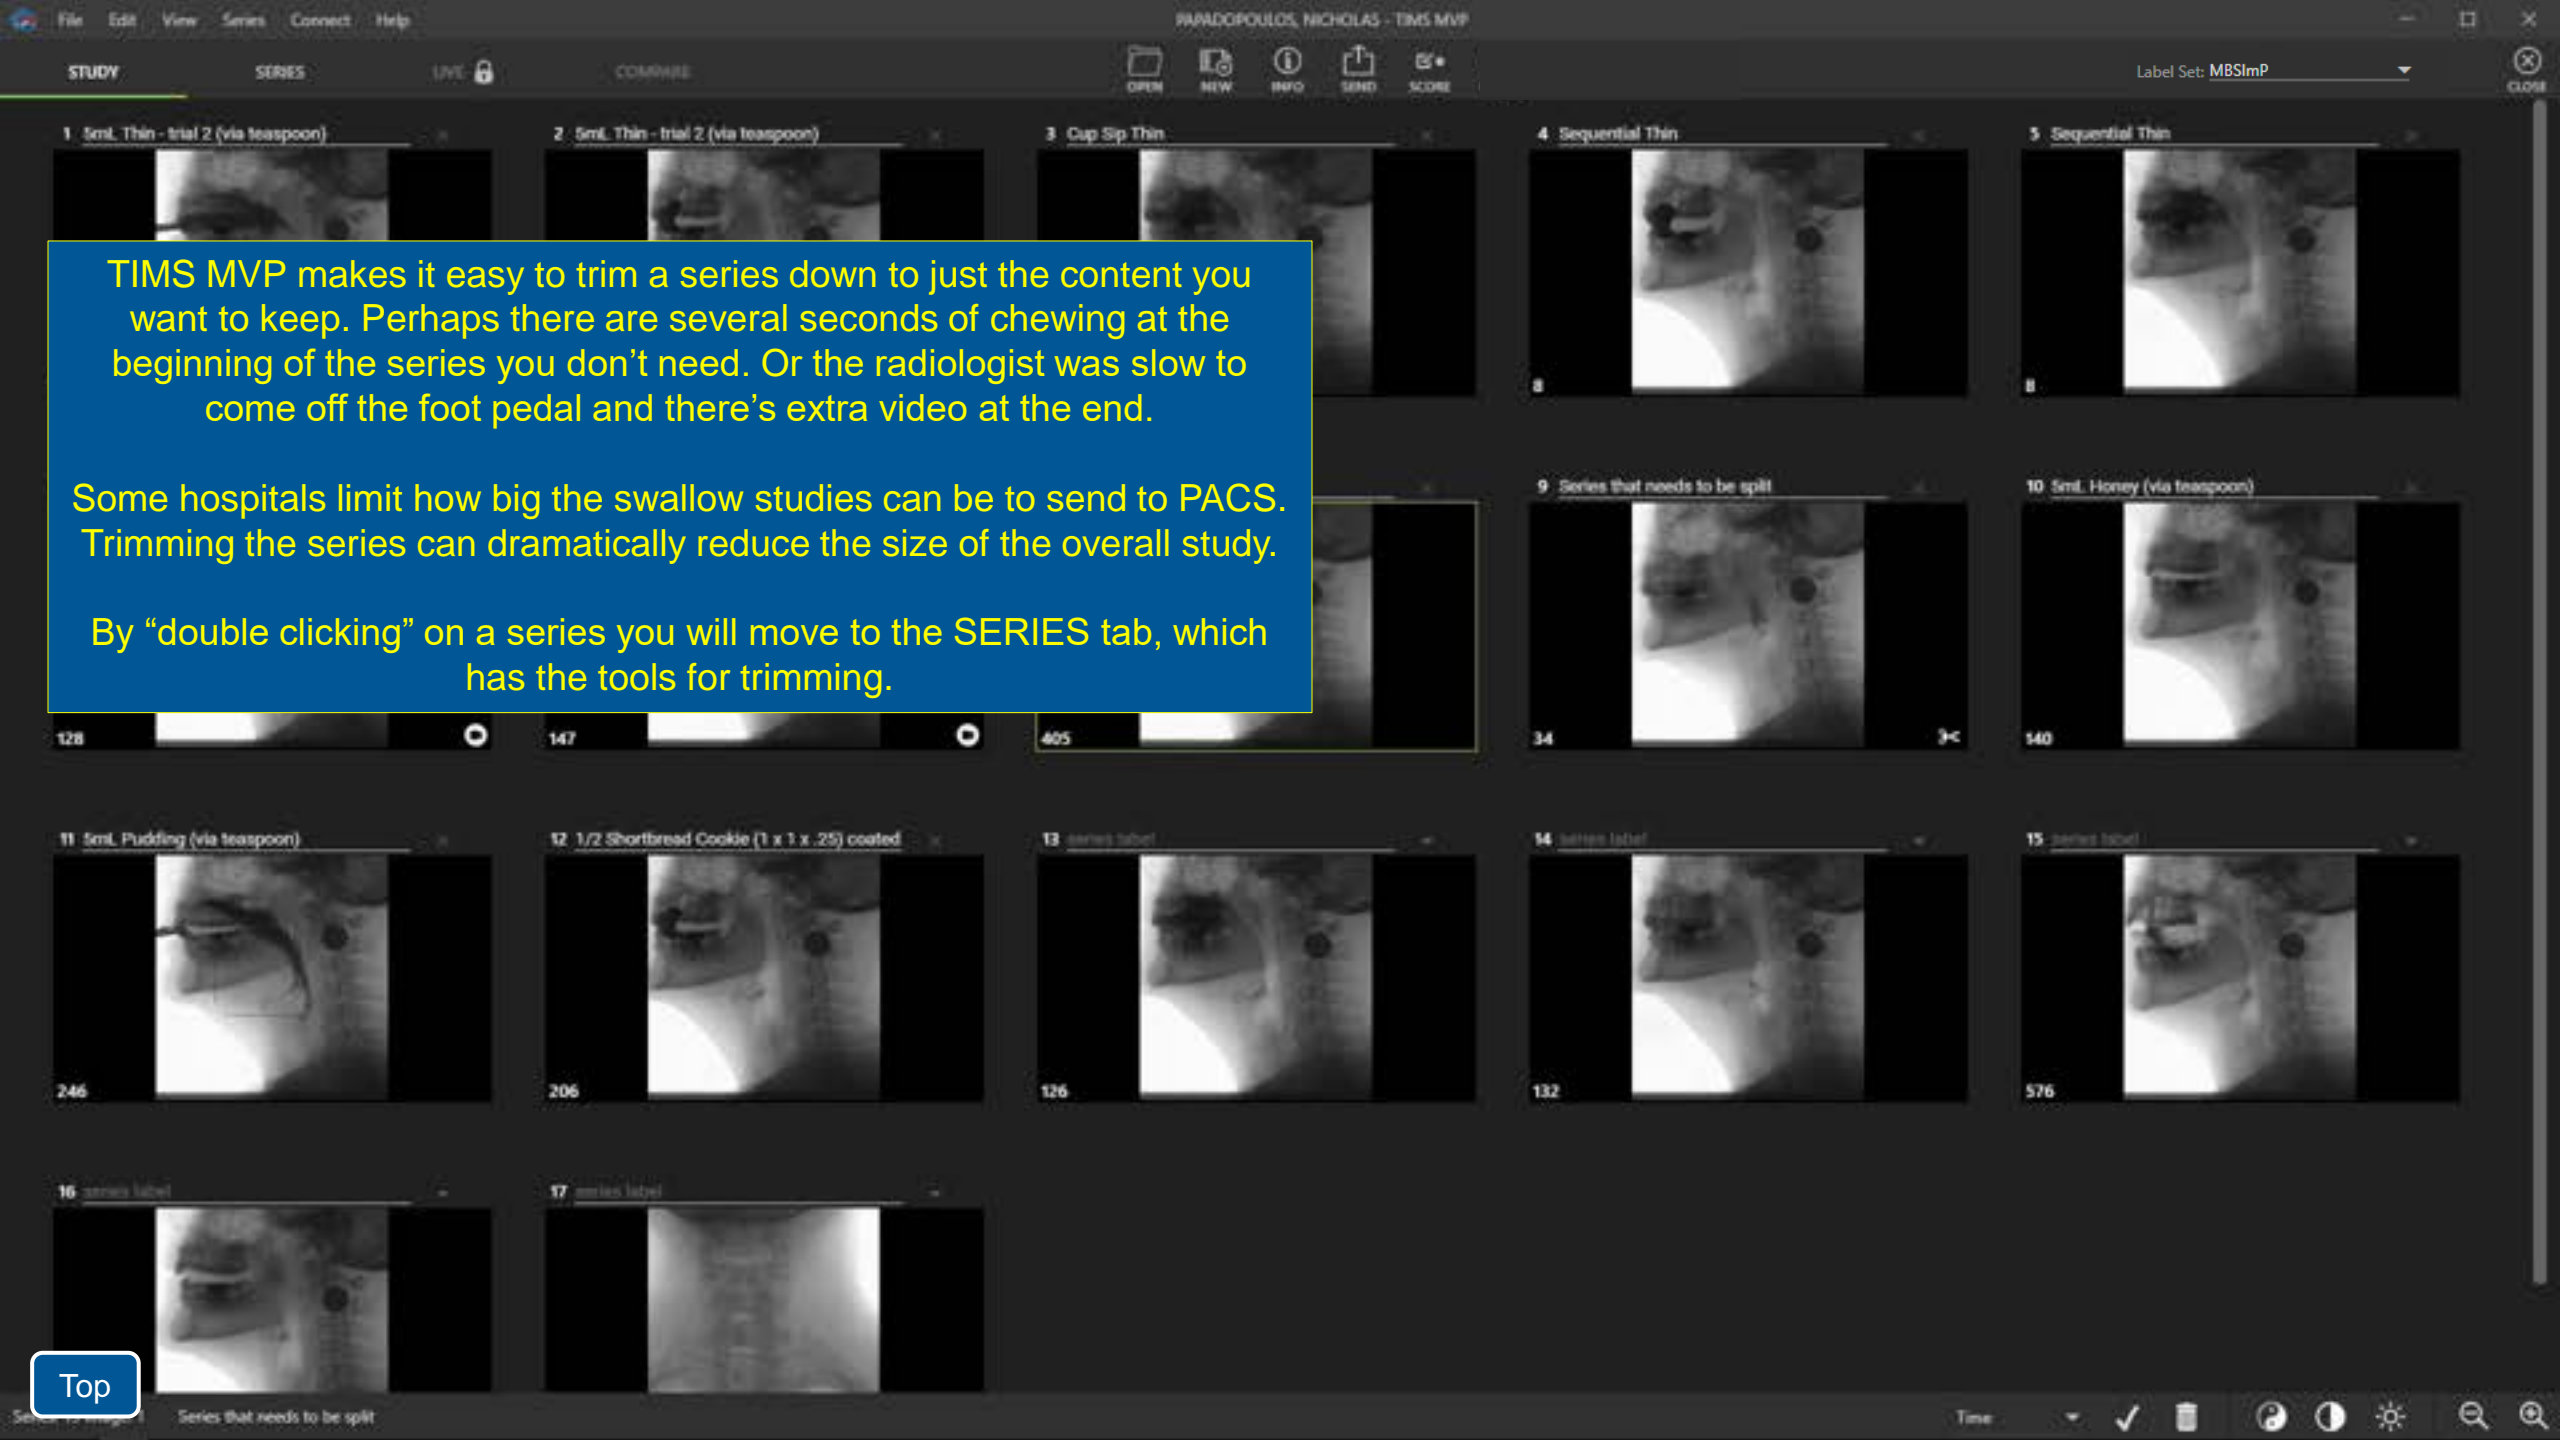 File Edit View Series Connect Help
PAPADOPOULOS, NICHOLAS - TIMS MVP
STUDY SERIES LIVE COMPARE
OPEN NEW INFO SEND SCORE
Label Set: MBSImP
CLOSE
1 5mL Thin - trial 2 (via teaspoon)
2 5mL Thin - trial 2 (via teaspoon)
3 Cup Sip Thin
4 Sequential Thin
5 Sequential Thin
8
8
TIMS MVP makes it easy to trim a series down to just the content you
want to keep. Perhaps there are several seconds of chewing at the
beginning of the series you don’t need. Or the radiologist was slow to
come off the foot pedal and there’s extra video at the end.
Some hospitals limit how big the swallow studies can be to send to PACS.
Trimming the series can dramatically reduce the size of the overall study.
By “double clicking” on a series you will move to the SERIES tab, which
has the tools for trimming.
9 Series that needs to be split
10 5mL Honey (via teaspoon)
128
147
405
34
140
11 5mL Pudding (via teaspoon)
12 1/2 Shortbread Cookie (1 x 1 x .25) coated
13 series label
14 series label
15 series label
246
206
126
132
576
16 series label
17 series label
Top
Series that needs to be split
Time